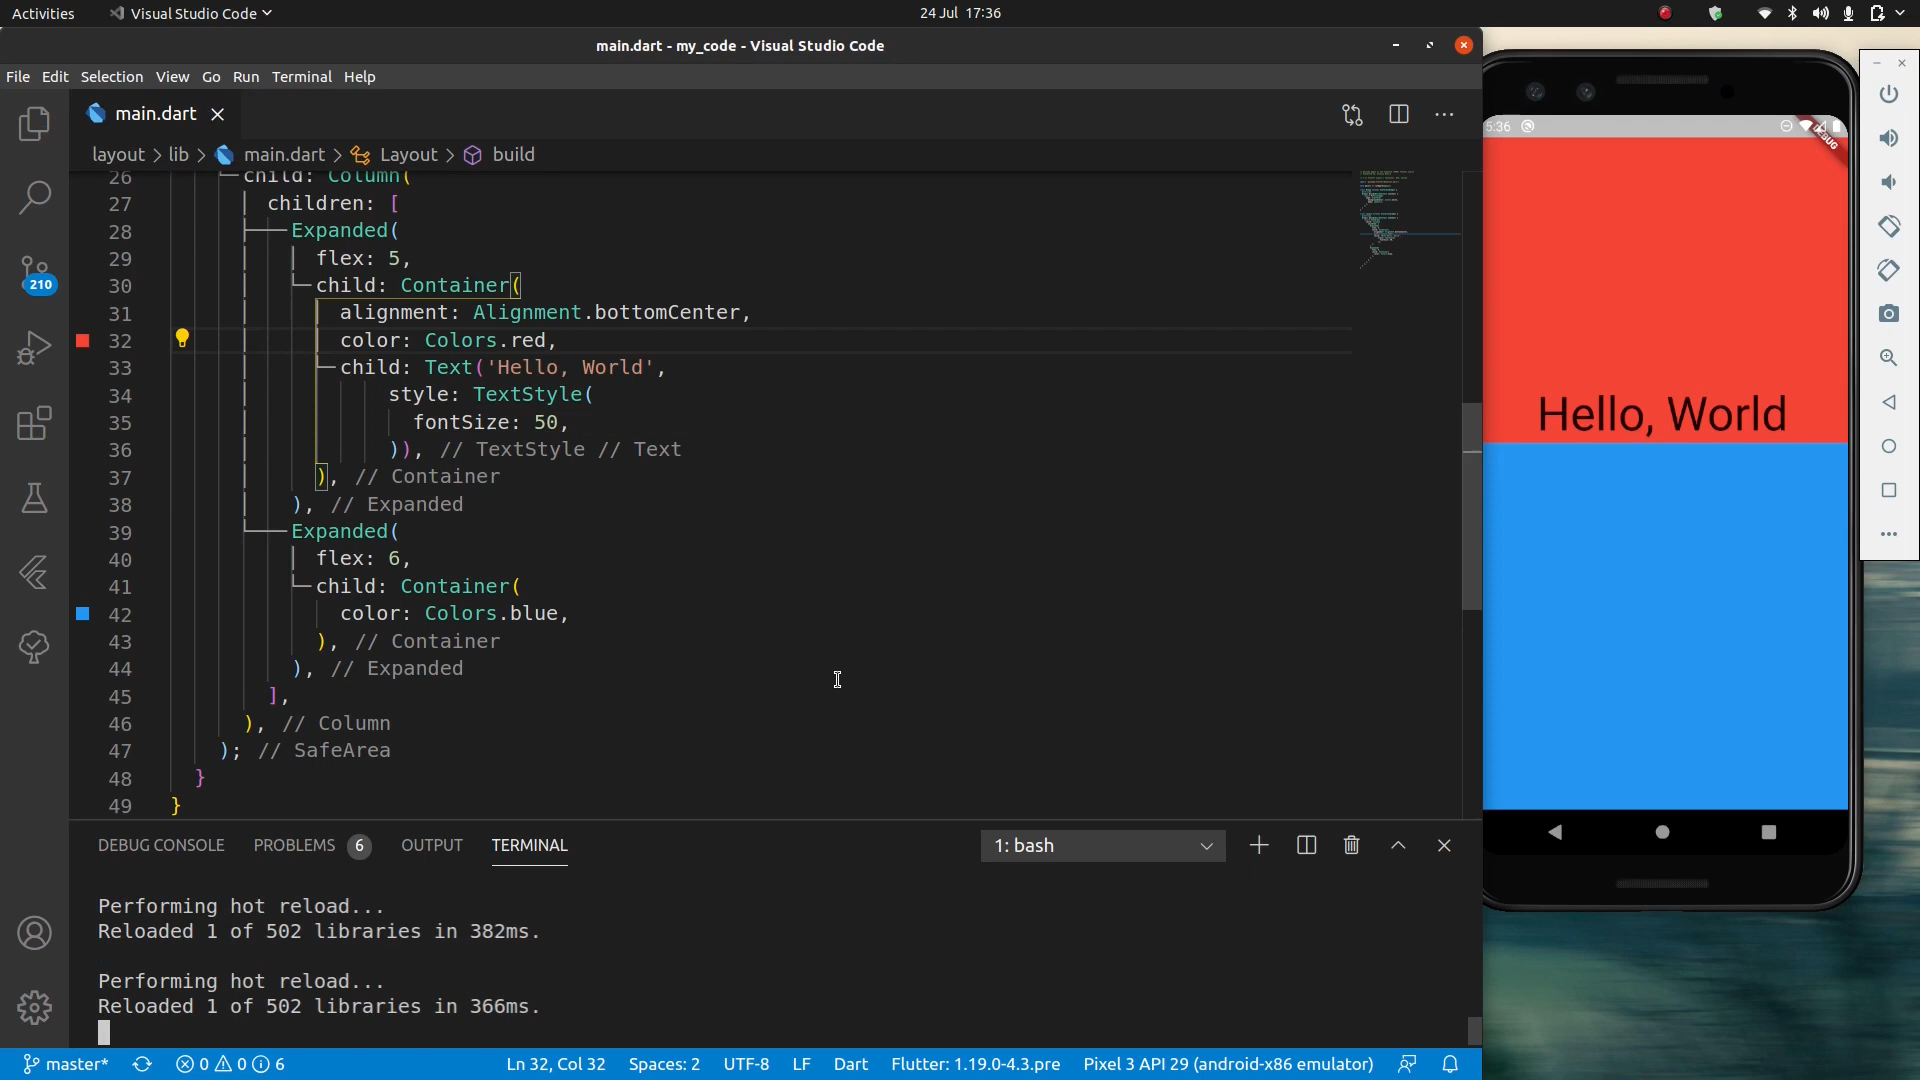 Activities
Visual Studio Code
24 Jul 17:36
main.dart - my_code - Visual Studio Code
File Edit Selection View Go Run Terminal Help
main.dart
layout > lib > main.dart > Layout > build
210
26 child: Column(
27 children: [
28 Expanded(
29 flex: 5,
30 child: Container(
31 alignment: Alignment.bottomCenter,
32 color: Colors.red,
33 child: Text('Hello, World',
34 style: TextStyle(
35 fontSize: 50,
36 )), // TextStyle // Text
37 ), // Container
38 ), // Expanded
39 Expanded(
40 flex: 6,
41 child: Container(
42 color: Colors.blue,
43 ), // Container
44 ), // Expanded
45 ],
46 ), // Column
47 ); // SafeArea
48 }
49 }
DEBUG CONSOLE PROBLEMS 6 OUTPUT TERMINAL
1: bash
Performing hot reload...
Reloaded 1 of 502 libraries in 382ms.
Performing hot reload...
Reloaded 1 of 502 libraries in 366ms.
master* 0 0 6 Ln 32, Col 32 Spaces: 2 UTF-8 LF Dart Flutter: 1.19.0-4.3.pre Pixel 3 API 29 (android-x86 emulator)
5:36
DEBUG
Hello, World